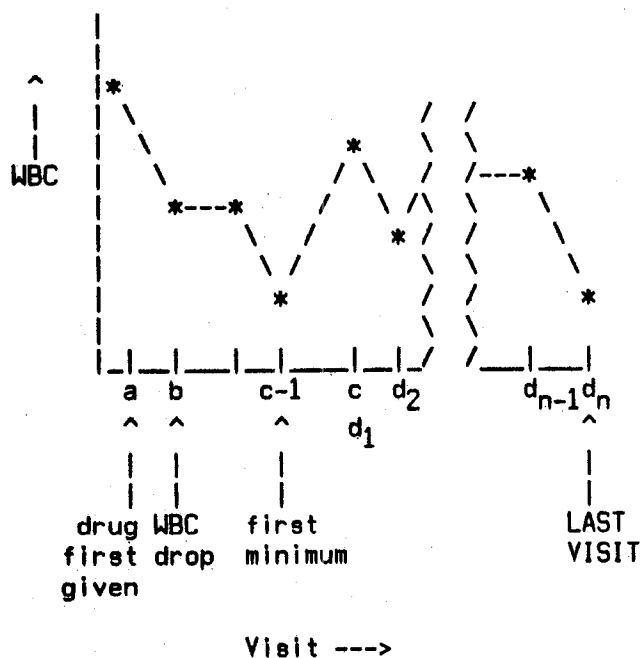 WBC
a b c-1 c d2 dn-1 dn
d1
drug WBC first LAST
first drop minimum VISIT
given
Visit --->